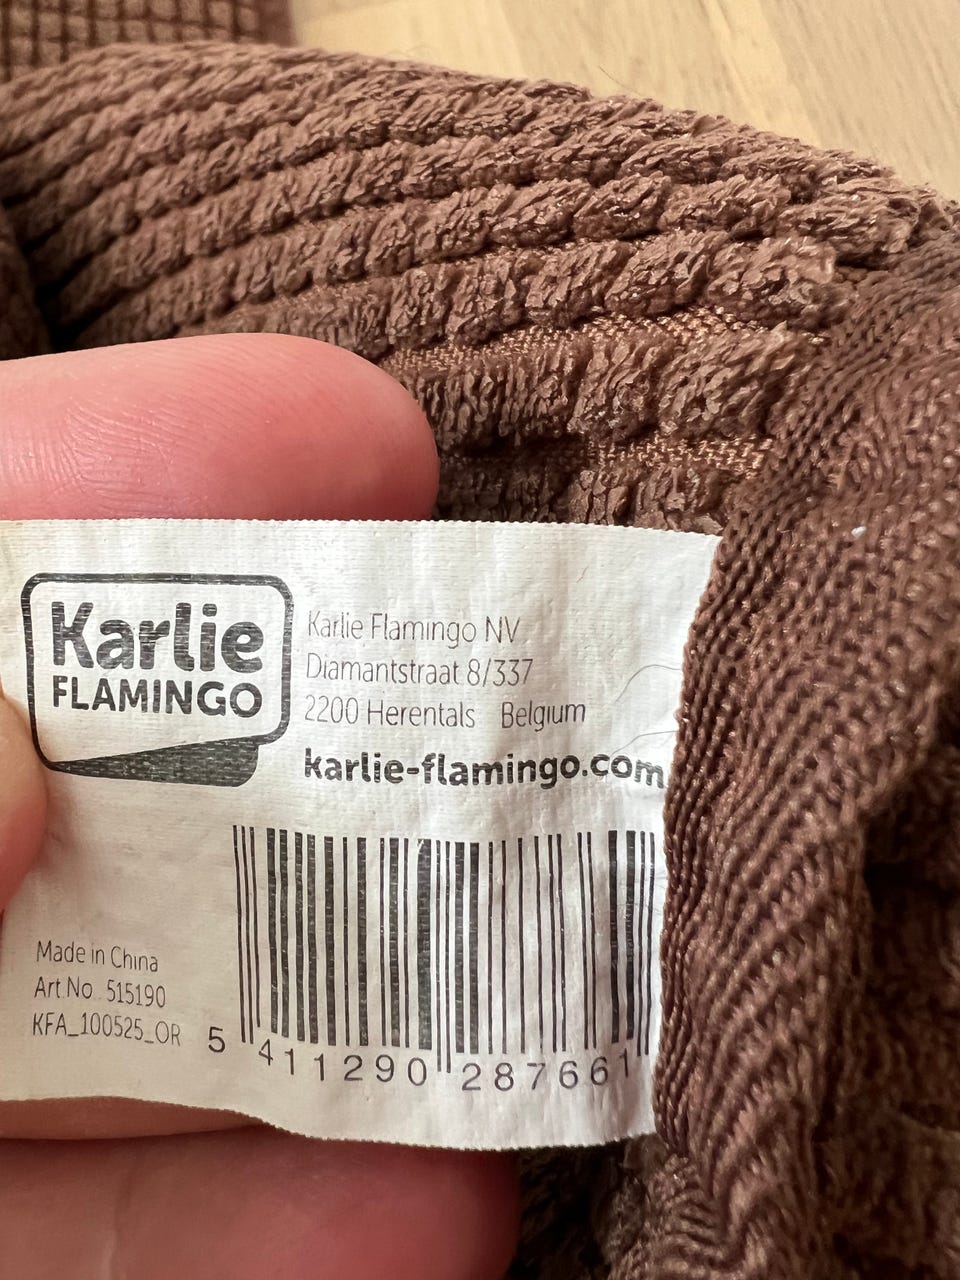 Karlie
FLAMINGO
Karlie Flamingo NV
Diamantstraat 8/337
2200 Herentals Belgium
karlie-flamingo.com
Made in China
Art No 515190
KFA_100525_OR
5 411290 287661